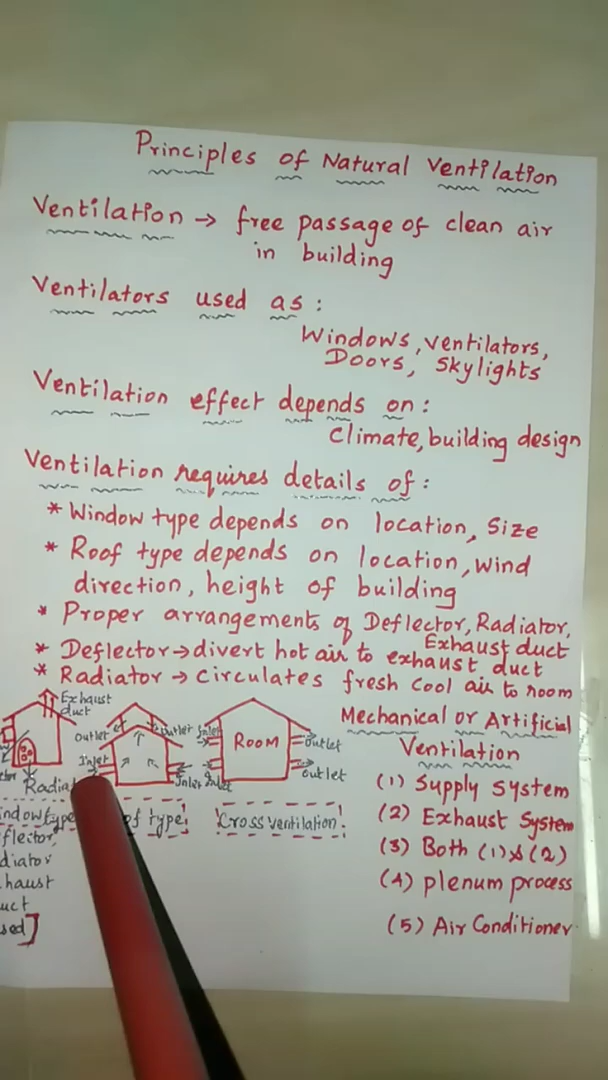 Principles of Natural Ventilation
Ventilation → free passage of clean air
in building
Ventilators used as :
Windows, ventilators,
Doors, Skylights
Ventilation effect depends on :
Climate, building design
Ventilation requires details of :
* Window type depends on location, Size
* Roof type depends on location, wind
direction, height of building
* Proper arrangements of Deflector, Radiator,
Exhaust duct
* Deflector → divert hot air to exhaust duct
* Radiator → circulates fresh cool air to room
Exhaust
duct
outlet
outlet
Inlet
Inlet
Inlet
Inlet
ROOM
outlet
outlet
Cross ventilation
Mechanical or Artificial
Ventilation
(1) Supply System
(2) Exhaust System
(3) Both (1) & (2)
(4) plenum process
(5) Air Conditioner